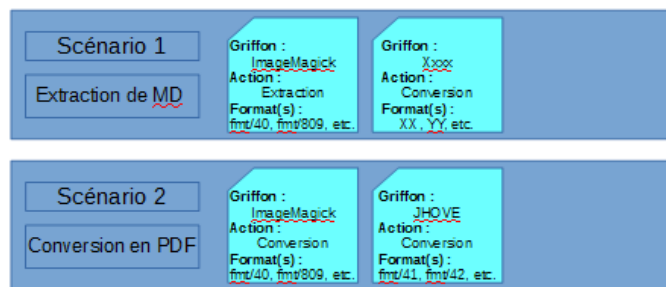 Scénario 1
Extraction de MD
Griffon :
ImageMagick
Action :
Extraction
Format(s) :
fmt/40, fmt/809, etc.
Griffon :
Xxxx
Action :
Conversion
Format(s) :
XX , YY, etc.
Scénario 2
Conversion en PDF
Griffon :
ImageMagick
Action :
Conversion
Format(s) :
fmt/40, fmt/809, etc.
Griffon :
JHOVE
Action :
Conversion
Format(s) :
fmt/41, fmt/42, etc.